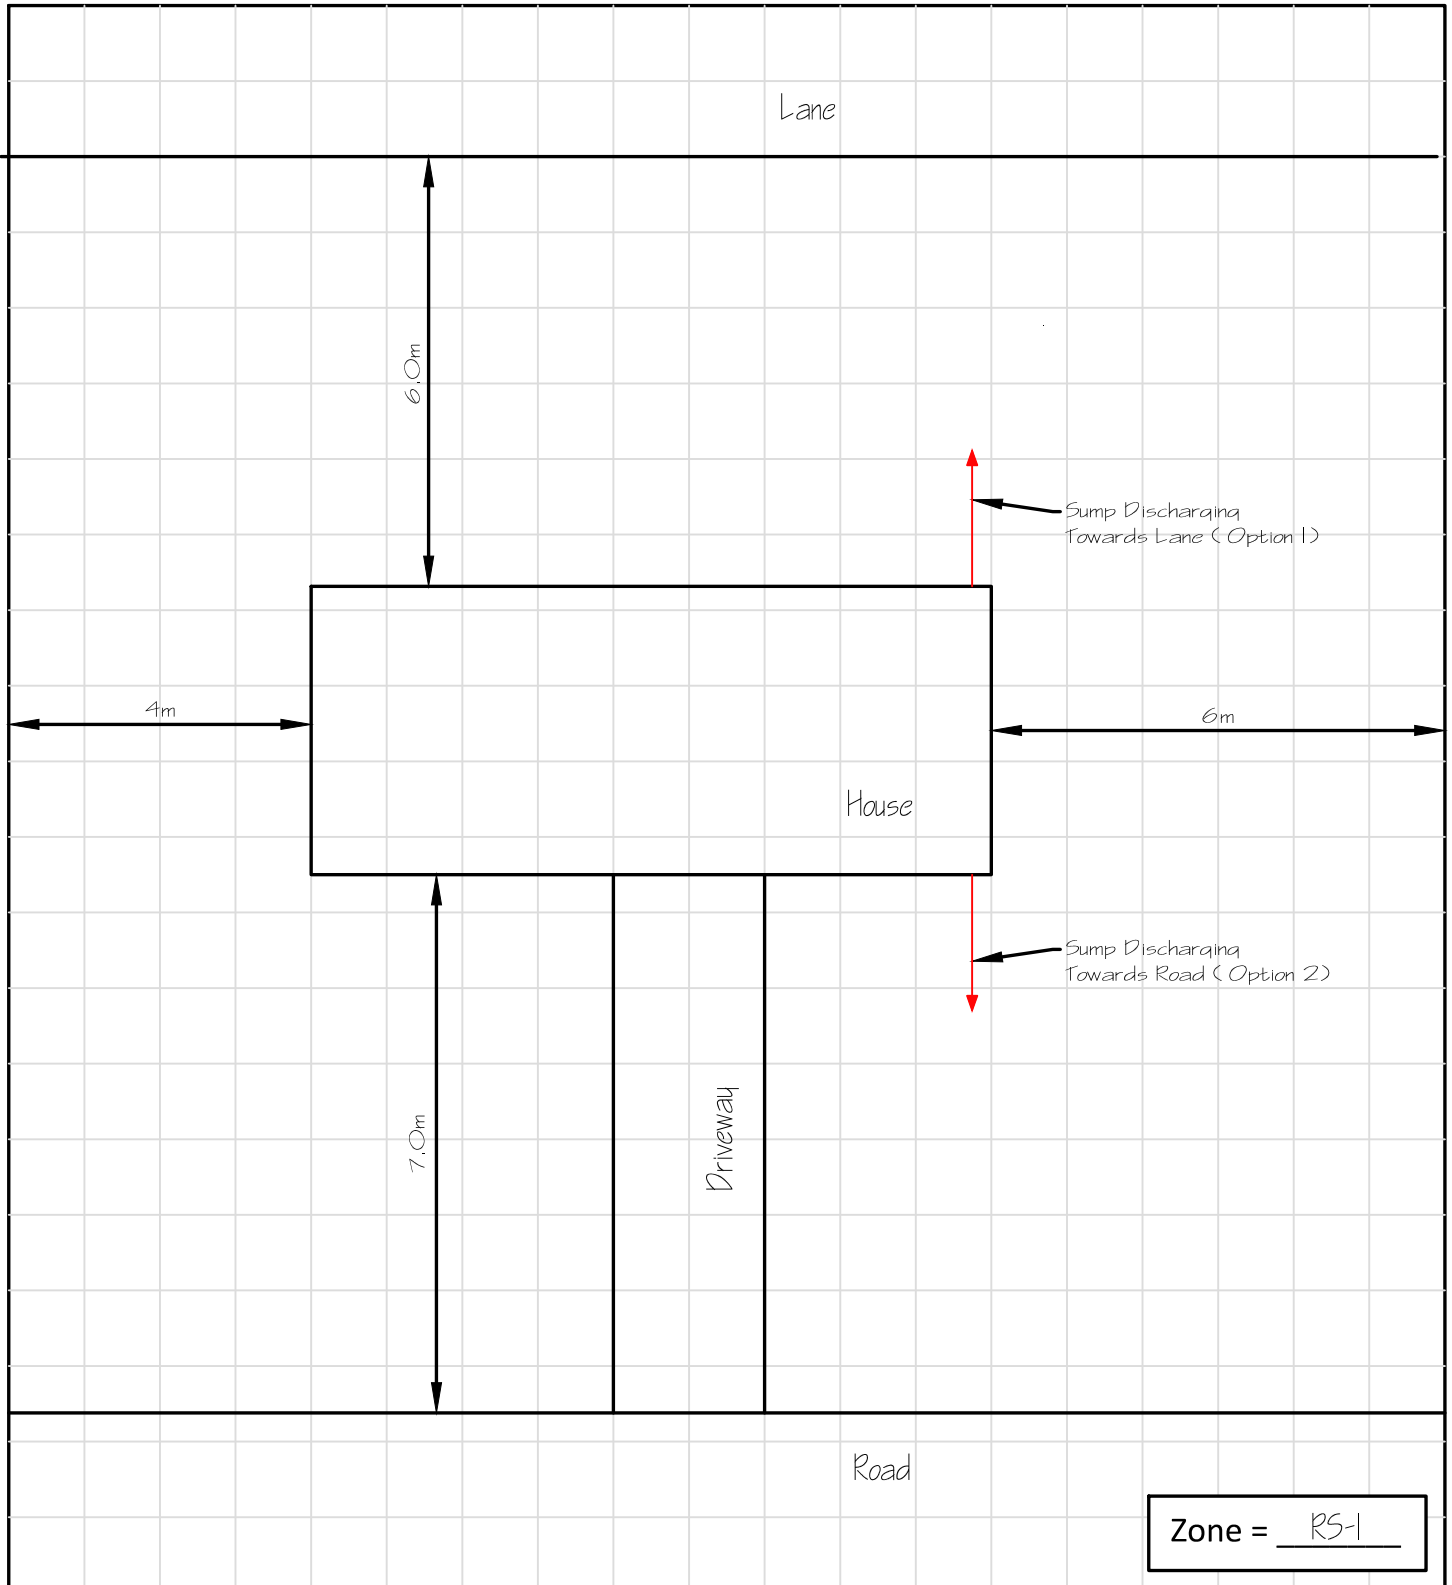 Lane
6.0m
Sump Discharging
Towards Lane (Option 1)
4m
6m
House
Sump Discharging
Towards Road (Option 2)
7.0m
Driveway
Road
Zone = RS-1